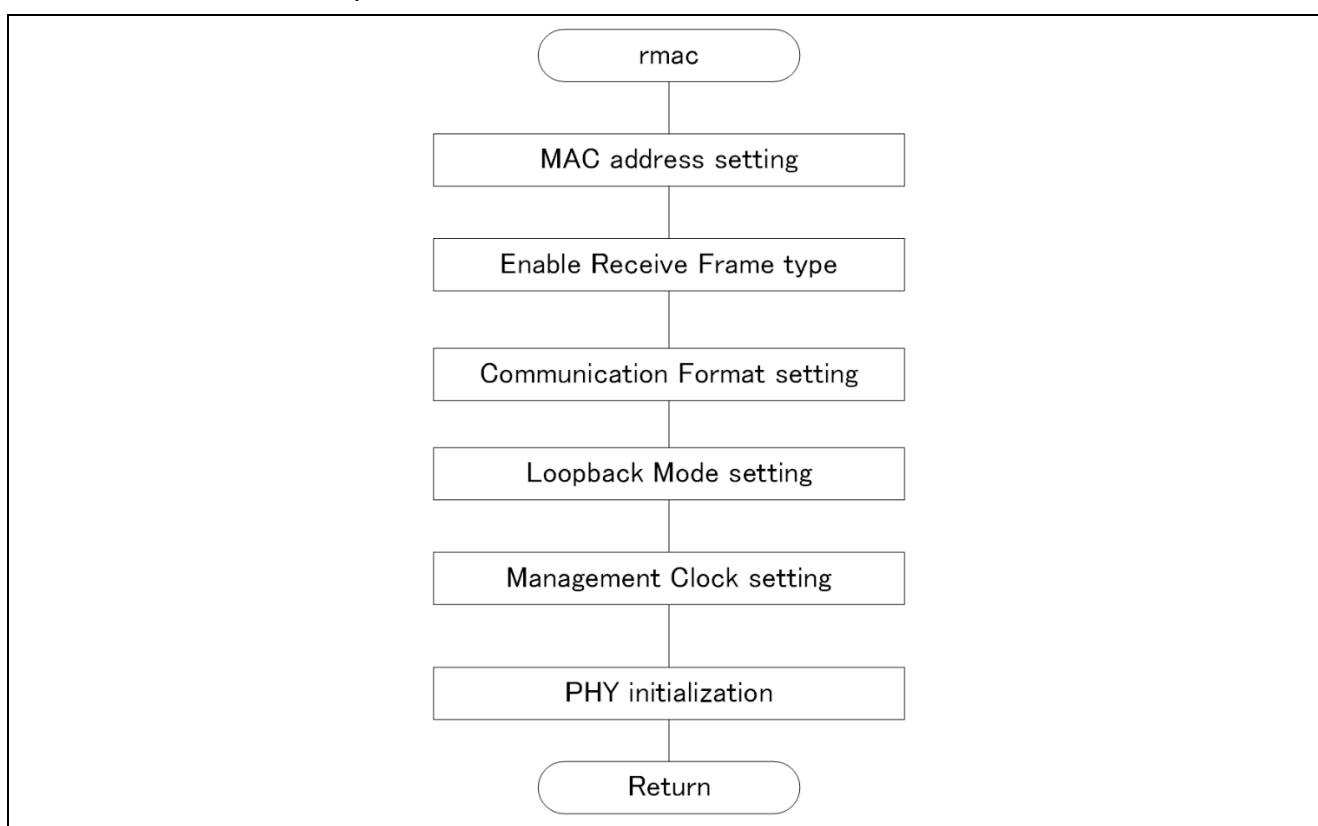 rmac
MAC address setting
Enable Receive Frame type
Communication Format setting
Loopback Mode setting
Management Clock setting
PHY initialization
Return